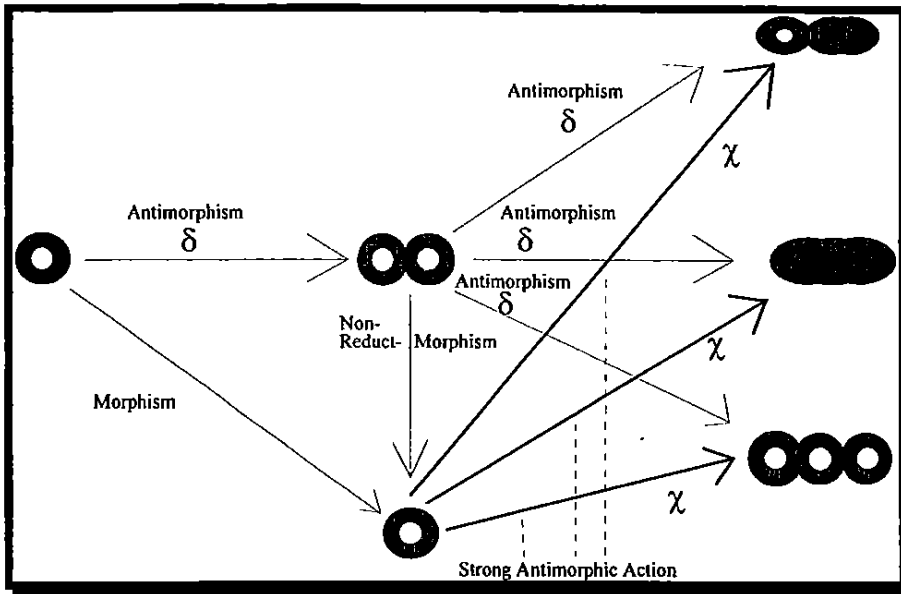 Antimorphism
δ
χ
Antimorphism
δ
Antimorphism
δ
Antimorphism
δ
Non-
Reduct- Morphism
χ
Morphism
χ
Strong Antimorphic Action